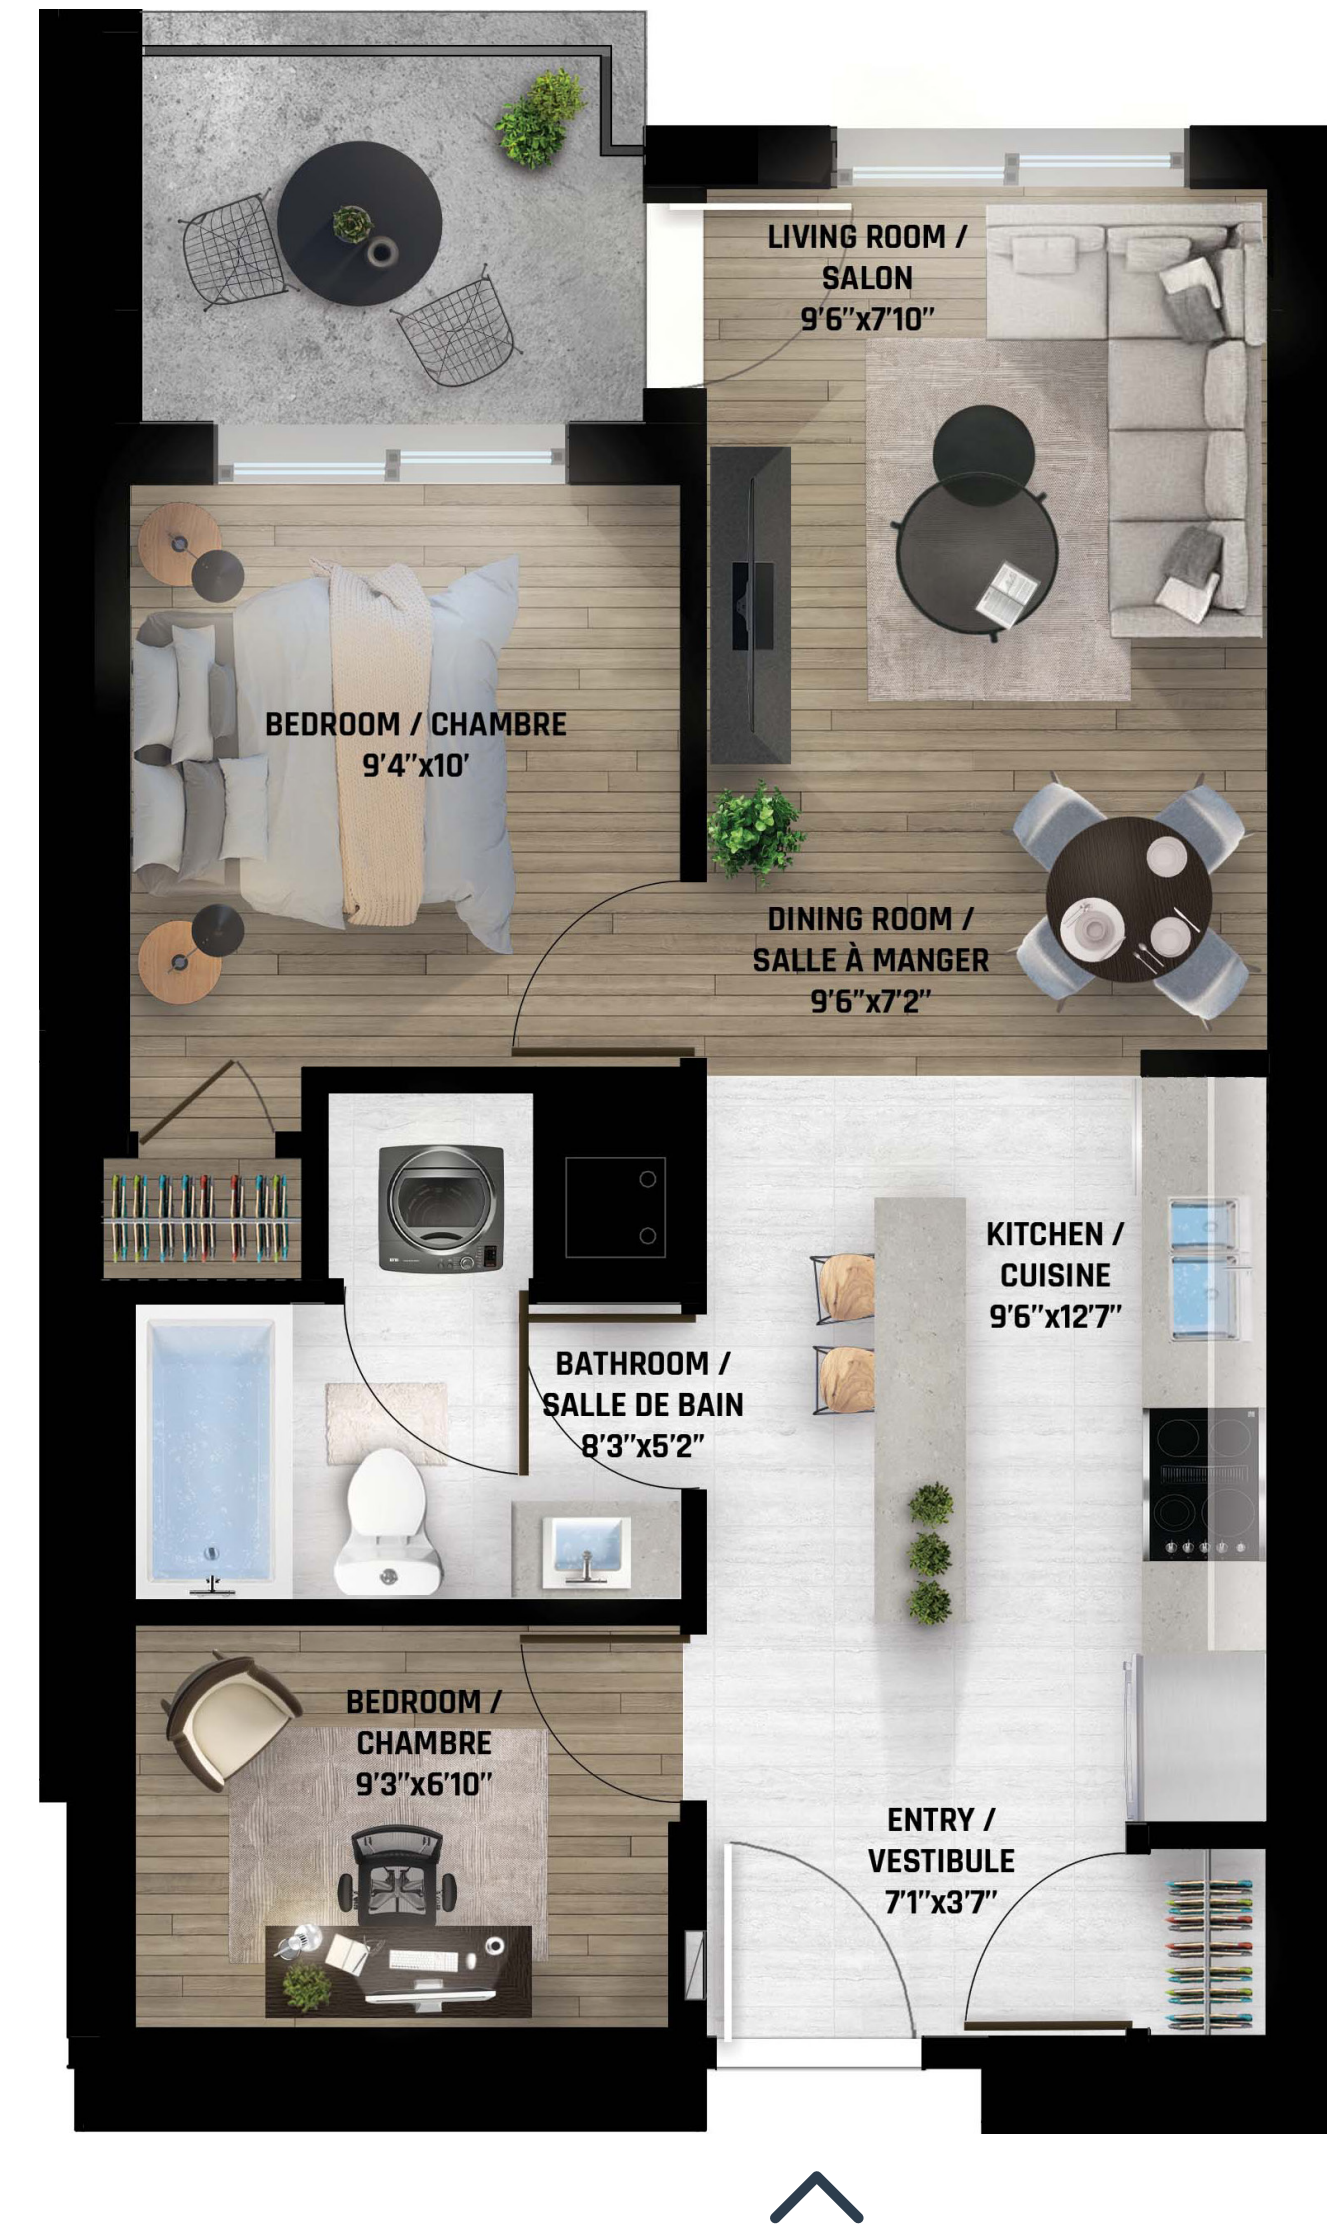 LIVING ROOM /
SALON
9'6"x7'10"
BEDROOM / CHAMBRE
9'4"x10'
DINING ROOM /
SALLE À MANGER
9'6"x7'2"
KITCHEN /
CUISINE
9'6"x12'7"
BATHROOM /
SALLE DE BAIN
8'3"x5'2"
BEDROOM /
CHAMBRE
9'3"x6'10"
ENTRY /
VESTIBULE
7'1"x3'7"